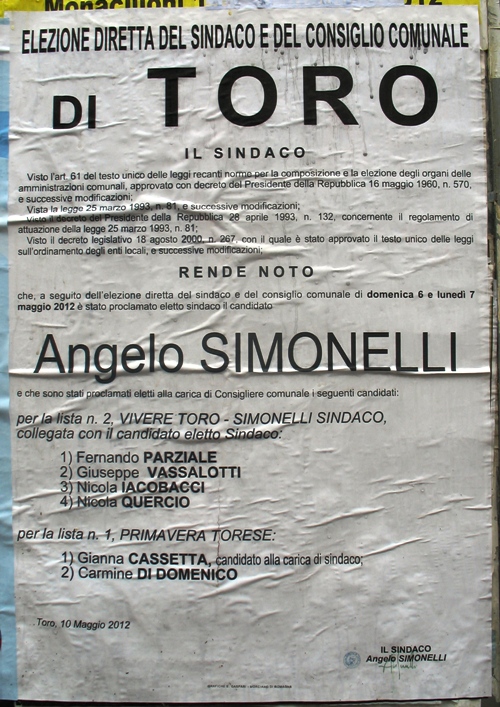 Monacilioni 1
712
ELEZIONE DIRETTA DEL SINDACO E DEL CONSIGLIO COMUNALE
DI TORO
IL SINDACO
Visto l'art. 61 del testo unico delle leggi recanti norme per la composizione e la elezione degli organi delle
amministrazioni comunali, approvato con decreto del Presidente della Repubblica 16 maggio 1960, n. 570,
e successive modificazioni;
Vista la legge 25 marzo 1993, n. 81, e successive modificazioni;
Visto il decreto del Presidente della Repubblica 28 aprile 1993, n. 132, concernente il regolamento di
attuazione della legge 25 marzo 1993, n. 81;
Visto il decreto legislativo 18 agosto 2000, n. 267, con il quale è stato approvato il testo unico delle leggi
sull'ordinamento degli enti locali, e successive modificazioni;
RENDE NOTO
che, a seguito dell'elezione diretta del sindaco e del consiglio comunale di domenica 6 e lunedì 7
maggio 2012 è stato proclamato eletto sindaco il candidato
Angelo SIMONELLI
e che sono stati proclamati eletti alla carica di Consigliere comunale i seguenti candidati:
per la lista n. 2, VIVERE TORO - SIMONELLI SINDACO,
collegata con il candidato eletto Sindaco:
1) Fernando PARZIALE
2) Giuseppe VASSALOTTI
3) Nicola IACOBACCI
4) Nicola QUERCIO
per la lista n. 1, PRIMAVERA TORESE:
1) Gianna CASSETTA, candidato alla carica di sindaco;
2) Carmine DI DOMENICO
Toro, 10 Maggio 2012
IL SINDACO
Angelo SIMONELLI